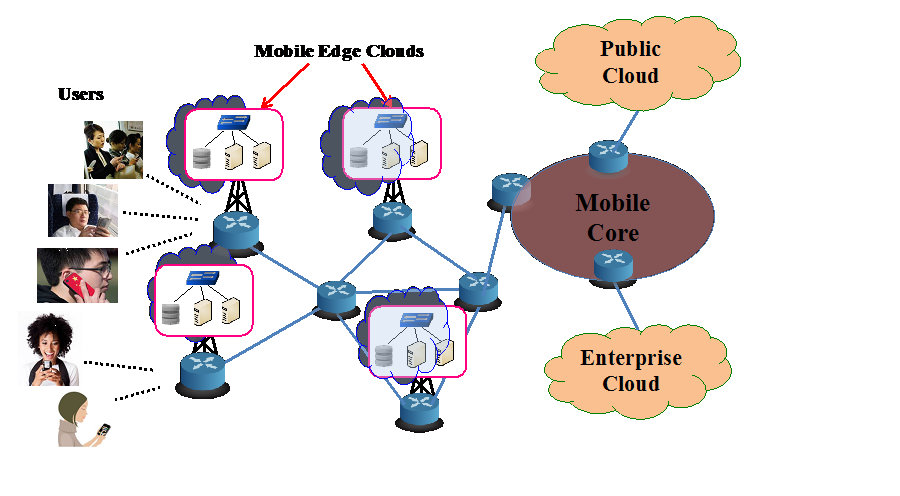 Mobile Edge Clouds
Users
Public
Cloud
Mobile
Core
Enterprise
Cloud